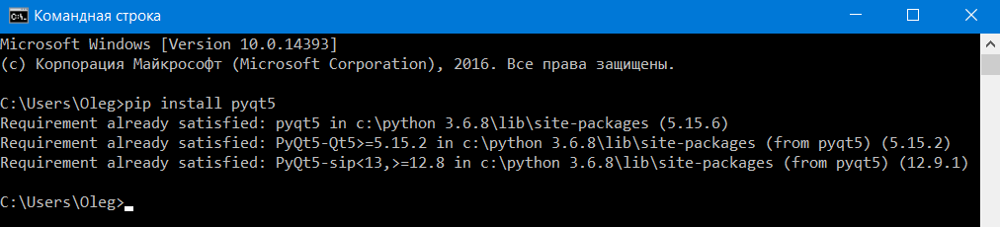 Командная строка
Microsoft Windows [Version 10.0.14393]
(c) Корпорация Майкрософт (Microsoft Corporation), 2016. Все права защищены.
C:\Users\Oleg>pip install pyqt5
Requirement already satisfied: pyqt5 in c:\python 3.6.8\lib\site-packages (5.15.6)
Requirement already satisfied: PyQt5-Qt5>=5.15.2 in c:\python 3.6.8\lib\site-packages (from pyqt5) (5.15.2)
Requirement already satisfied: PyQt5-sip<13,>=12.8 in c:\python 3.6.8\lib\site-packages (from pyqt5) (12.9.1)
C:\Users\Oleg>